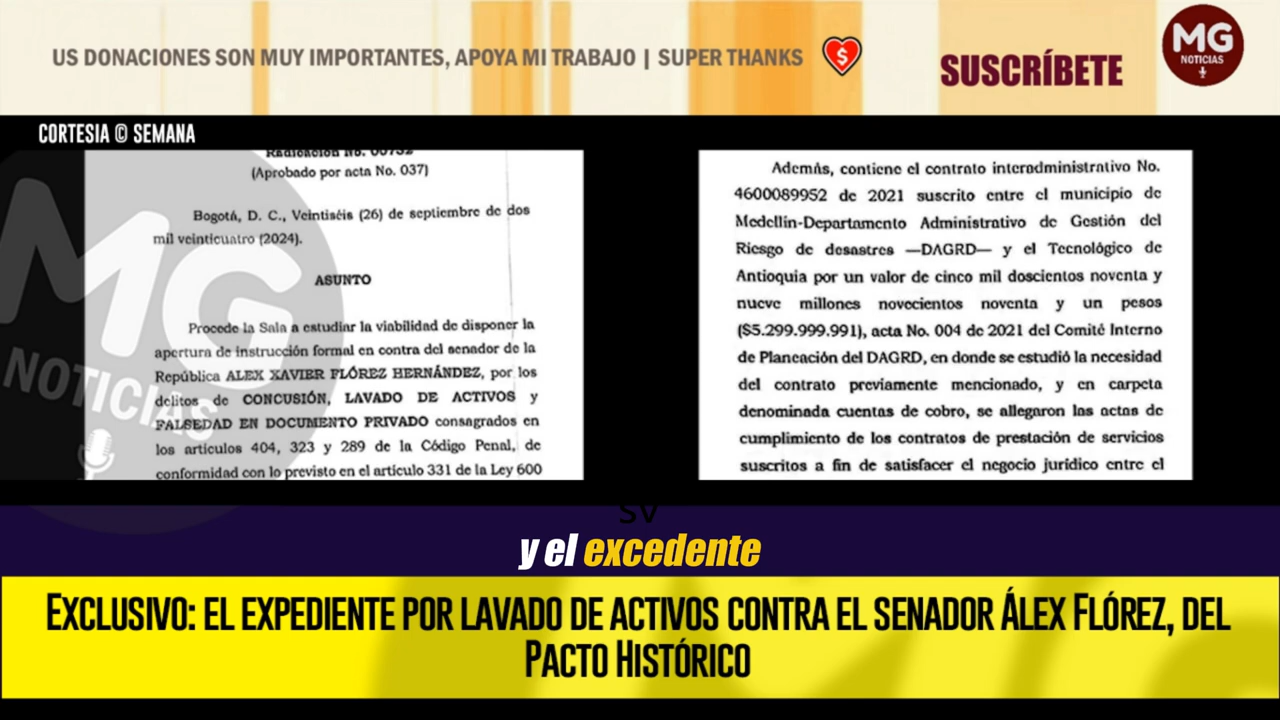 US DONACIONES SON MUY IMPORTANTES, APOYA MI TRABAJO | SUPER THANKS
$
SUSCRÍBETE
MG
NOTICIAS
CORTESIA © SEMANA
Radicación No. 00732
(Aprobado por acta No. 037)
Bogotá, D. C., Veintiséis (26) de septiembre de dos
mil veinticuatro (2024).
ASUNTO
Procede la Sala a estudiar la viabilidad de disponer la
apertura de instrucción formal en contra del senador de la
República ALEX XAVIER FLÓREZ HERNÁNDEZ, por los
delitos de CONCUSIÓN, LAVADO DE ACTIVOS y
FALSEDAD EN DOCUMENTO PRIVADO consagrados en
los artículos 404, 323 y 289 de la Código Penal, de
conformidad con lo previsto en el artículo 331 de la Ley 600
MG
NOTICIAS
Además, contiene el contrato interadministrativo No.
4600089952 de 2021 suscrito entre el municipio de
Medellín-Departamento Administrativo de Gestión del
Riesgo de desastres —DAGRD— y el Tecnológico de
Antioquia por un valor de cinco mil doscientos noventa y
nueve millones novecientos noventa y un pesos
($5.299.999.991), acta No. 004 de 2021 del Comité Interno
de Planeación del DAGRD, en donde se estudió la necesidad
del contrato previamente mencionado, y en carpeta
denominada cuentas de cobro, se allegaron las actas de
cumplimiento de los contratos de prestación de servicios
suscritos a fin de satisfacer el negocio jurídico entre el
y el excedente
EXCLUSIVO: EL EXPEDIENTE POR LAVADO DE ACTIVOS CONTRA EL SENADOR ÁLEX FLÓREZ, DEL
PACTO HISTÓRICO